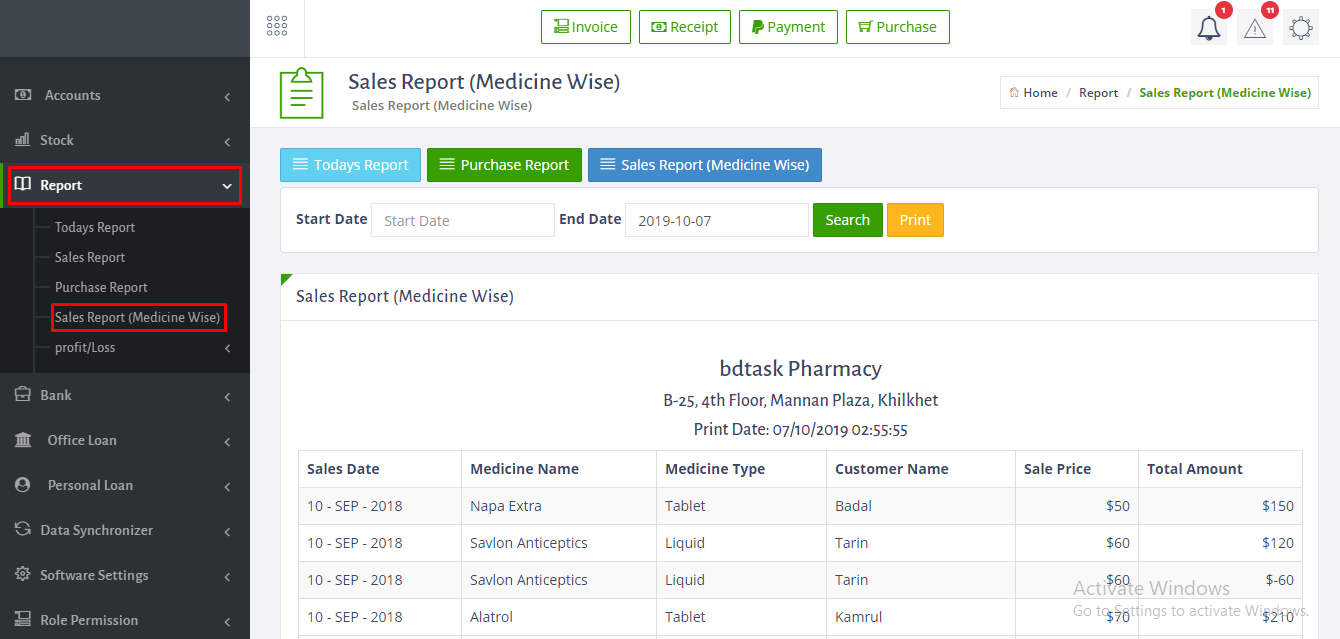 Invoice Receipt Payment Purchase 1 11
Sales Report (Medicine Wise)
Sales Report (Medicine Wise)
Home / Report / Sales Report (Medicine Wise)
Accounts
Stock
Report
Todays Report
Sales Report
Purchase Report
Sales Report (Medicine Wise)
profit/Loss
Bank
Office Loan
Personal Loan
Data Synchronizer
Software Settings
Role Permission
Todays Report Purchase Report Sales Report (Medicine Wise)
Start Date Start Date End Date 2019-10-07 Search Print
Sales Report (Medicine Wise)
bdtask Pharmacy
B-25, 4th Floor, Mannan Plaza, Khilkhet
Print Date: 07/10/2019 02:55:55
Sales Date Medicine Name Medicine Type Customer Name Sale Price Total Amount
10 - SEP - 2018 Napa Extra Tablet Badal $50 $150
10 - SEP - 2018 Savlon Anticeptics Liquid Tarin $60 $120
10 - SEP - 2018 Savlon Anticeptics Liquid Tarin $60 $-60
10 - SEP - 2018 Alatrol Tablet Kamrul $70 $210
Activate Windows
Go to Settings to activate Windows.